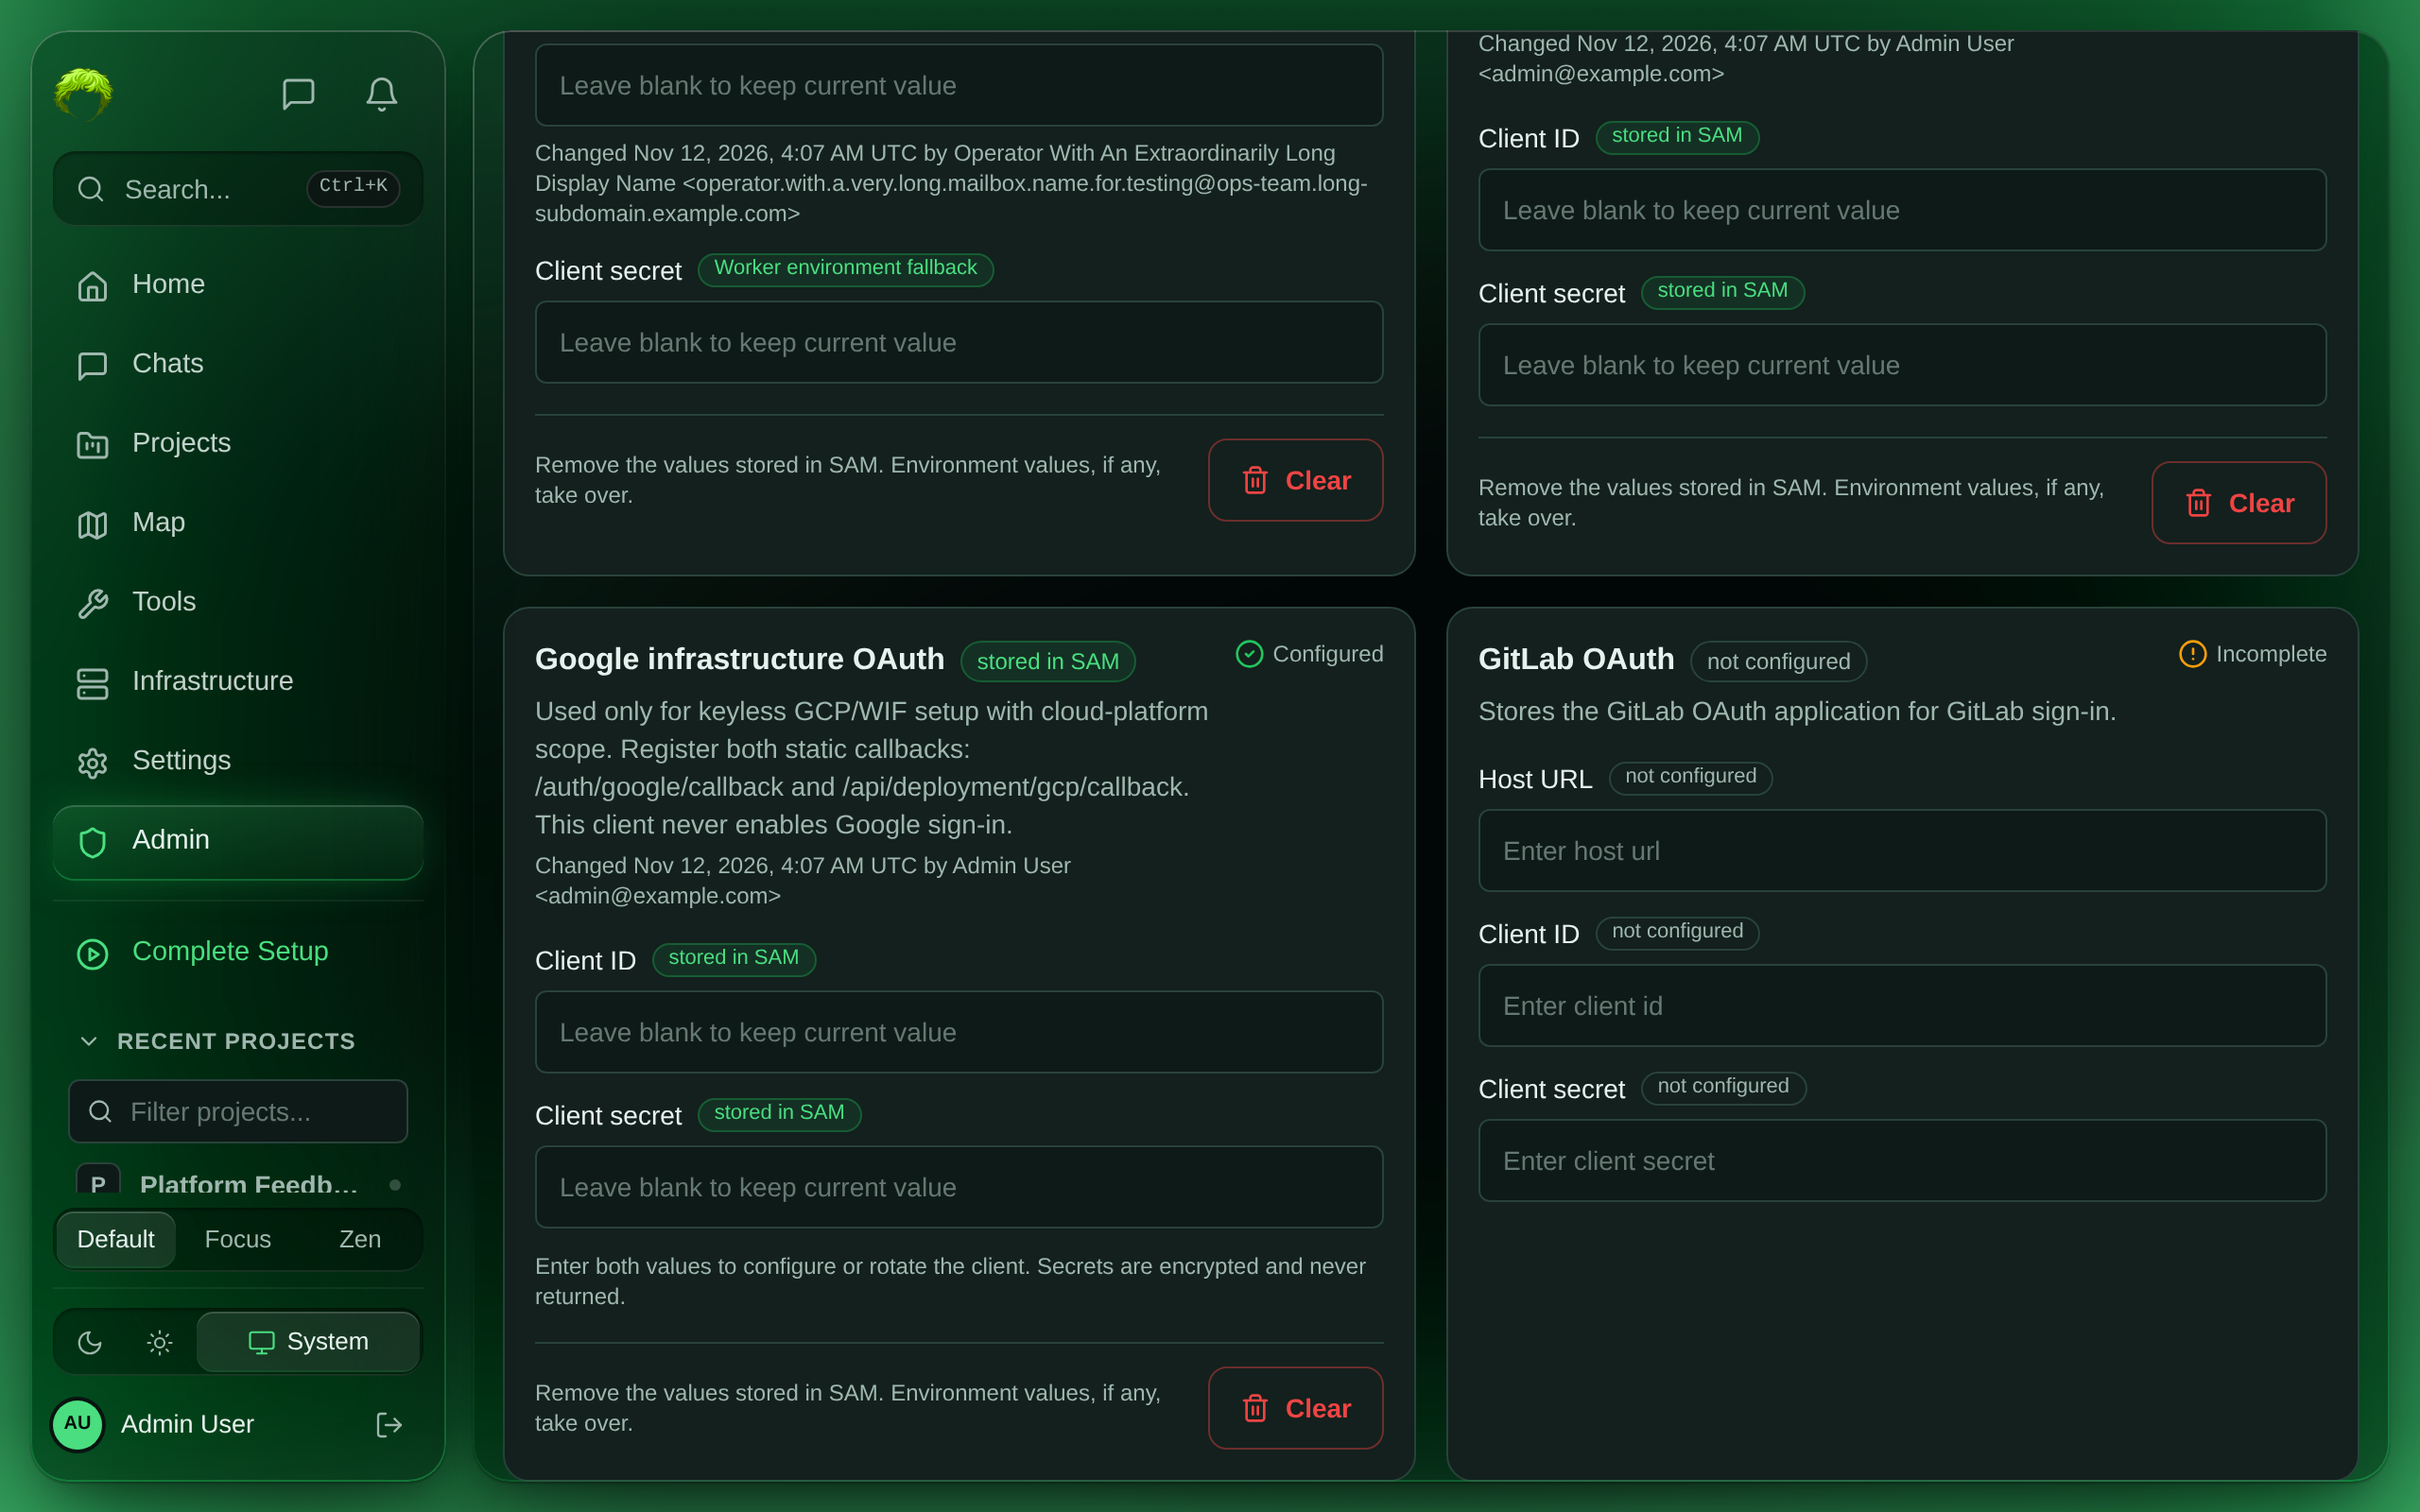 Search...
Ctrl+K
Home
Chats
Projects
Map
Tools
Infrastructure
Settings
Admin
Complete Setup
RECENT PROJECTS
Filter projects...
P
Platform Feedb...
Default
Focus
Zen
System
AU
Admin User
Leave blank to keep current value
Changed Nov 12, 2026, 4:07 AM UTC by Operator With An Extraordinarily Long
Display Name <operator.with.a.very.long.mailbox.name.for.testing@ops-team.long-
subdomain.example.com>
Client secret
Worker environment fallback
Leave blank to keep current value
Remove the values stored in SAM. Environment values, if any,
take over.
Clear
Changed Nov 12, 2026, 4:07 AM UTC by Admin User
<admin@example.com>
Client ID
stored in SAM
Leave blank to keep current value
Client secret
stored in SAM
Leave blank to keep current value
Remove the values stored in SAM. Environment values, if any,
take over.
Clear
Google infrastructure OAuth
stored in SAM
Configured
Used only for keyless GCP/WIF setup with cloud-platform
scope. Register both static callbacks:
/auth/google/callback and /api/deployment/gcp/callback.
This client never enables Google sign-in.
Changed Nov 12, 2026, 4:07 AM UTC by Admin User
<admin@example.com>
Client ID
stored in SAM
Leave blank to keep current value
Client secret
stored in SAM
Leave blank to keep current value
Enter both values to configure or rotate the client. Secrets are encrypted and never
returned.
Remove the values stored in SAM. Environment values, if any,
take over.
Clear
GitLab OAuth
not configured
Incomplete
Stores the GitLab OAuth application for GitLab sign-in.
Host URL
not configured
Enter host url
Client ID
not configured
Enter client id
Client secret
not configured
Enter client secret